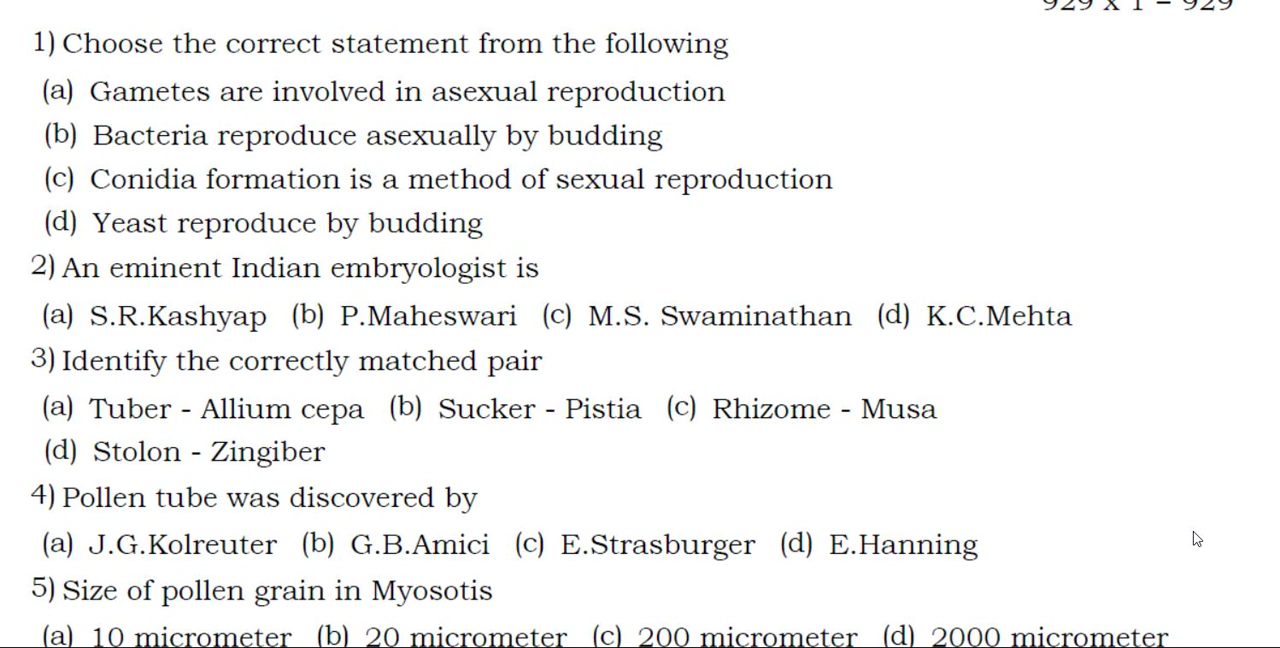 929 x 1 = 929
1) Choose the correct statement from the following
(a) Gametes are involved in asexual reproduction
(b) Bacteria reproduce asexually by budding
(c) Conidia formation is a method of sexual reproduction
(d) Yeast reproduce by budding
2) An eminent Indian embryologist is
(a) S.R.Kashyap (b) P.Maheswari (c) M.S. Swaminathan (d) K.C.Mehta
3) Identify the correctly matched pair
(a) Tuber - Allium cepa (b) Sucker - Pistia (c) Rhizome - Musa
(d) Stolon - Zingiber
4) Pollen tube was discovered by
(a) J.G.Kolreuter (b) G.B.Amici (c) E.Strasburger (d) E.Hanning
5) Size of pollen grain in Myosotis
(a) 10 micrometer (b) 20 micrometer (c) 200 micrometer (d) 2000 micrometer